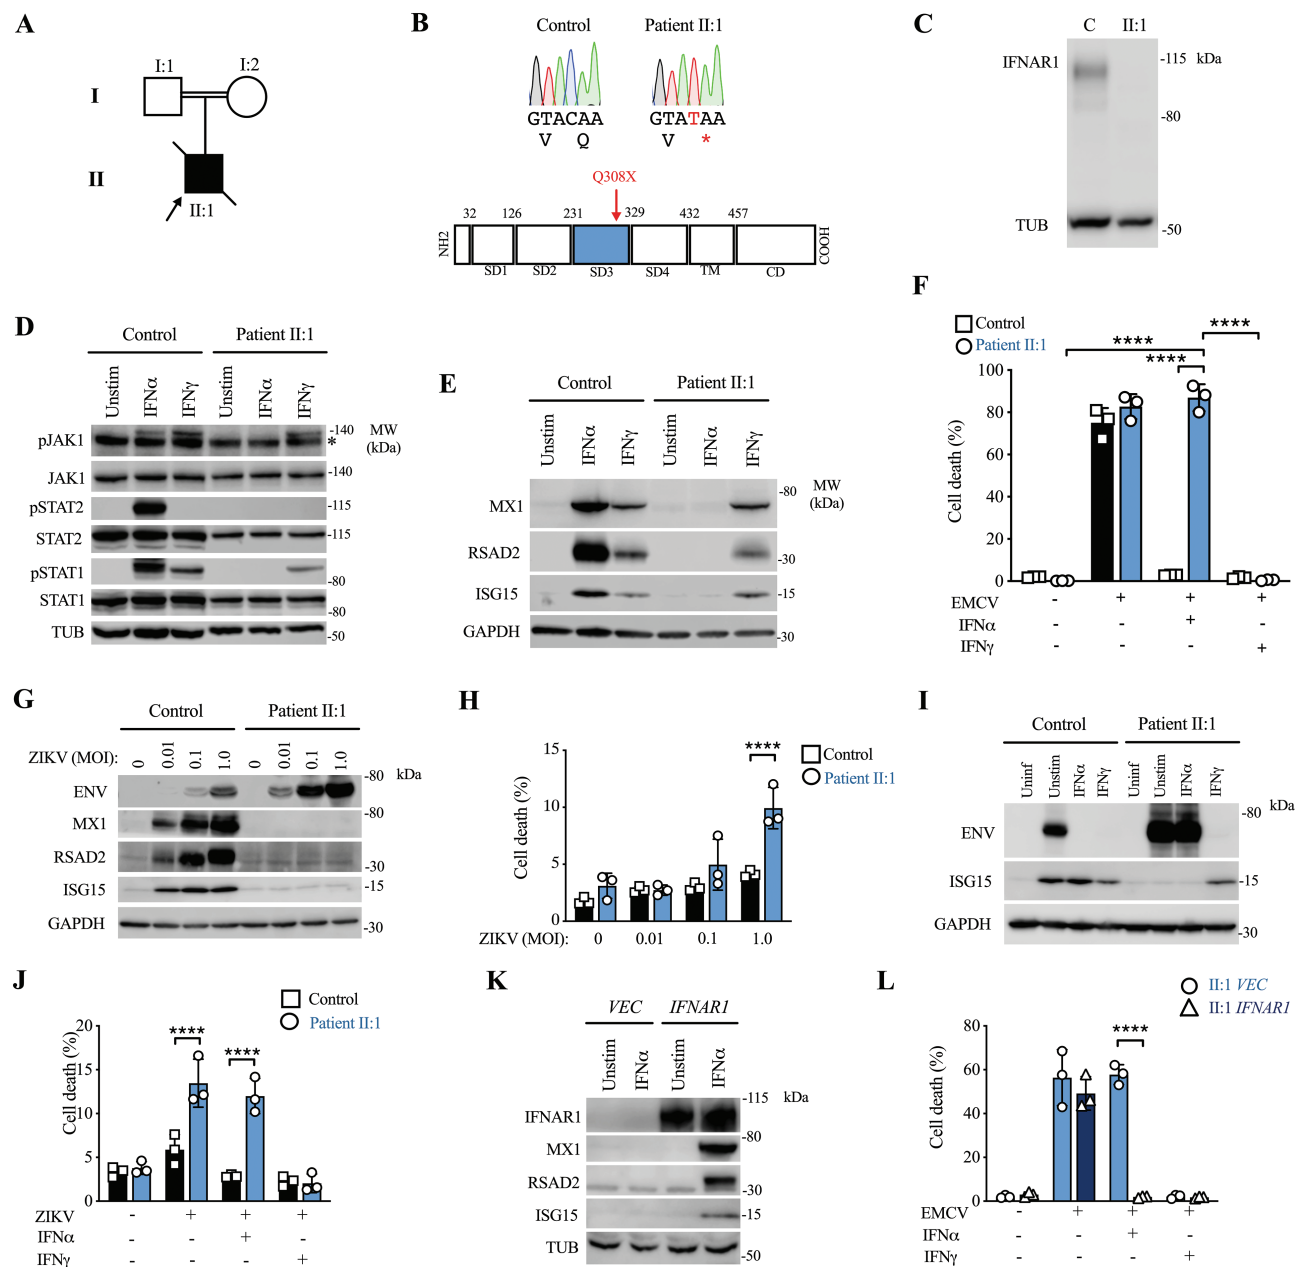 A
I:1
I:2
I
II
II:1
B
Control
Patient II:1
GTACAA
GTATAA
V
Q
V
*
Q308X
32
126
231
329
432
457
NH2
COOH
SD1
SD2
SD3
SD4
TM
CD
C
C
II:1
IFNAR1
-115 kDa
-80
TUB
-50
D
Control
Patient II:1
Unstim
IFNα
IFNγ
Unstim
IFNα
IFNγ
MW
(kDa)
pJAK1
-140
*
JAK1
-140
pSTAT2
-115
STAT2
-115
pSTAT1
-80
STAT1
-80
TUB
-50
E
Control
Patient II:1
Unstim
IFNα
IFNγ
Unstim
IFNα
IFNγ
MW
(kDa)
-80
MX1
RSAD2
-30
ISG15
-15
GAPDH
-30
F
Control
Patient II:1
****
****
****
Cell death (%)
100
80
60
40
20
0
EMCV - + + +
IFNα - - + -
IFNγ - - - +
G
Control
Patient II:1
ZIKV (MOI):
0
0.01
0.1
1.0
0
0.01
0.1
1.0
-80 kDa
ENV
MX1
-80
RSAD2
-30
ISG15
-15
GAPDH
-30
H
Control
Patient II:1
****
Cell death (%)
15
10
5
0
ZIKV (MOI): 0 0.01 0.1 1.0
I
Control
Patient II:1
Uninf
Unstim
IFNα
IFNγ
Uninf
Unstim
IFNα
IFNγ
kDa
-80
ENV
ISG15
-15
GAPDH
-30
J
Control
Patient II:1
****
****
Cell death (%)
20
15
10
5
0
ZIKV - + + +
IFNα - - + -
IFNγ - - - +
K
VEC
IFNAR1
Unstim
IFNα
Unstim
IFNα
-115 kDa
IFNAR1
-80
MX1
RSAD2
-30
ISG15
-15
TUB
-50
L
II:1 VEC
II:1 IFNAR1
****
Cell death (%)
80
60
40
20
0
EMCV - + + +
IFNα - - + -
IFNγ - - - +